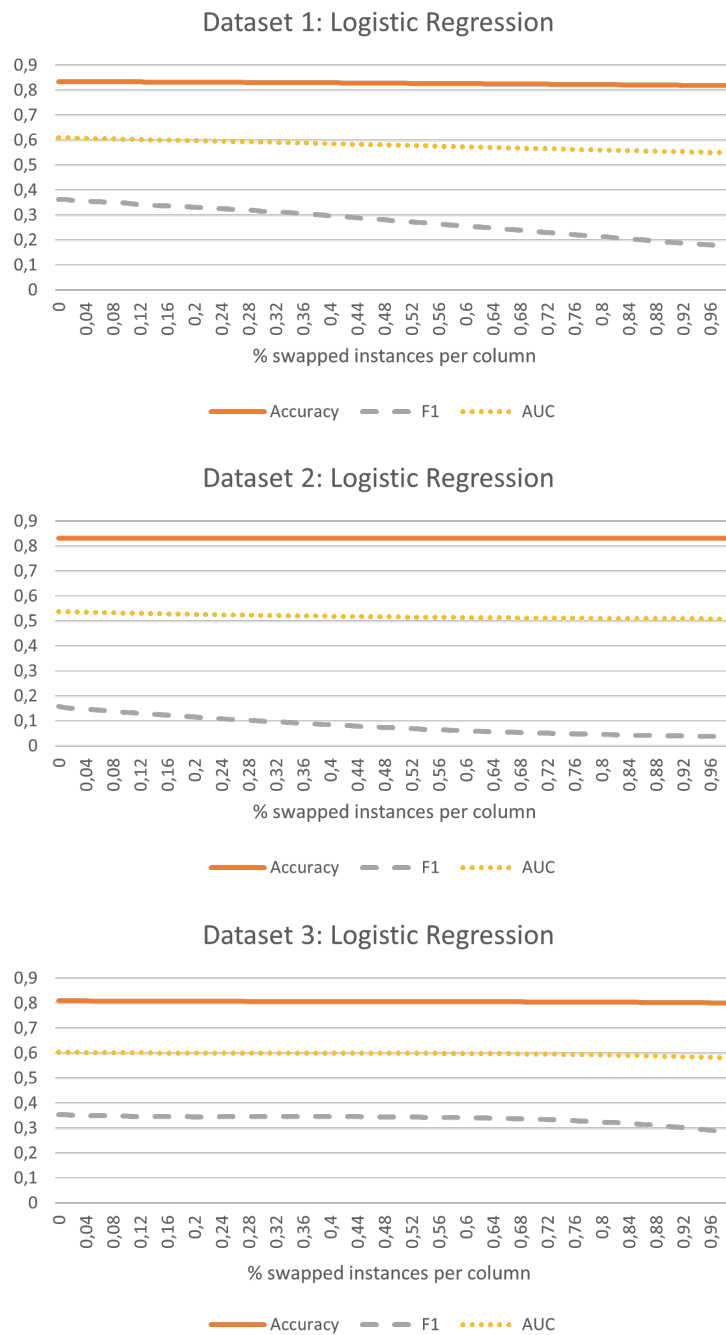 Dataset 1: Logistic Regression
0,9
0,8
0,7
0,6
0,5
0,4
0,3
0,2
0,1
0
0 0,04 0,08 0,12 0,16 0,2 0,24 0,28 0,32 0,36 0,4 0,44 0,48 0,52 0,56 0,6 0,64 0,68 0,72 0,76 0,8 0,84 0,88 0,92 0,96
% swapped instances per column
Accuracy F1 AUC
Dataset 2: Logistic Regression
0,9
0,8
0,7
0,6
0,5
0,4
0,3
0,2
0,1
0
0 0,04 0,08 0,12 0,16 0,2 0,24 0,28 0,32 0,36 0,4 0,44 0,48 0,52 0,56 0,6 0,64 0,68 0,72 0,76 0,8 0,84 0,88 0,92 0,96
% swapped instances per column
Accuracy F1 AUC
Dataset 3: Logistic Regression
0,9
0,8
0,7
0,6
0,5
0,4
0,3
0,2
0,1
0
0 0,04 0,08 0,12 0,16 0,2 0,24 0,28 0,32 0,36 0,4 0,44 0,48 0,52 0,56 0,6 0,64 0,68 0,72 0,76 0,8 0,84 0,88 0,92 0,96
% swapped instances per column
Accuracy F1 AUC